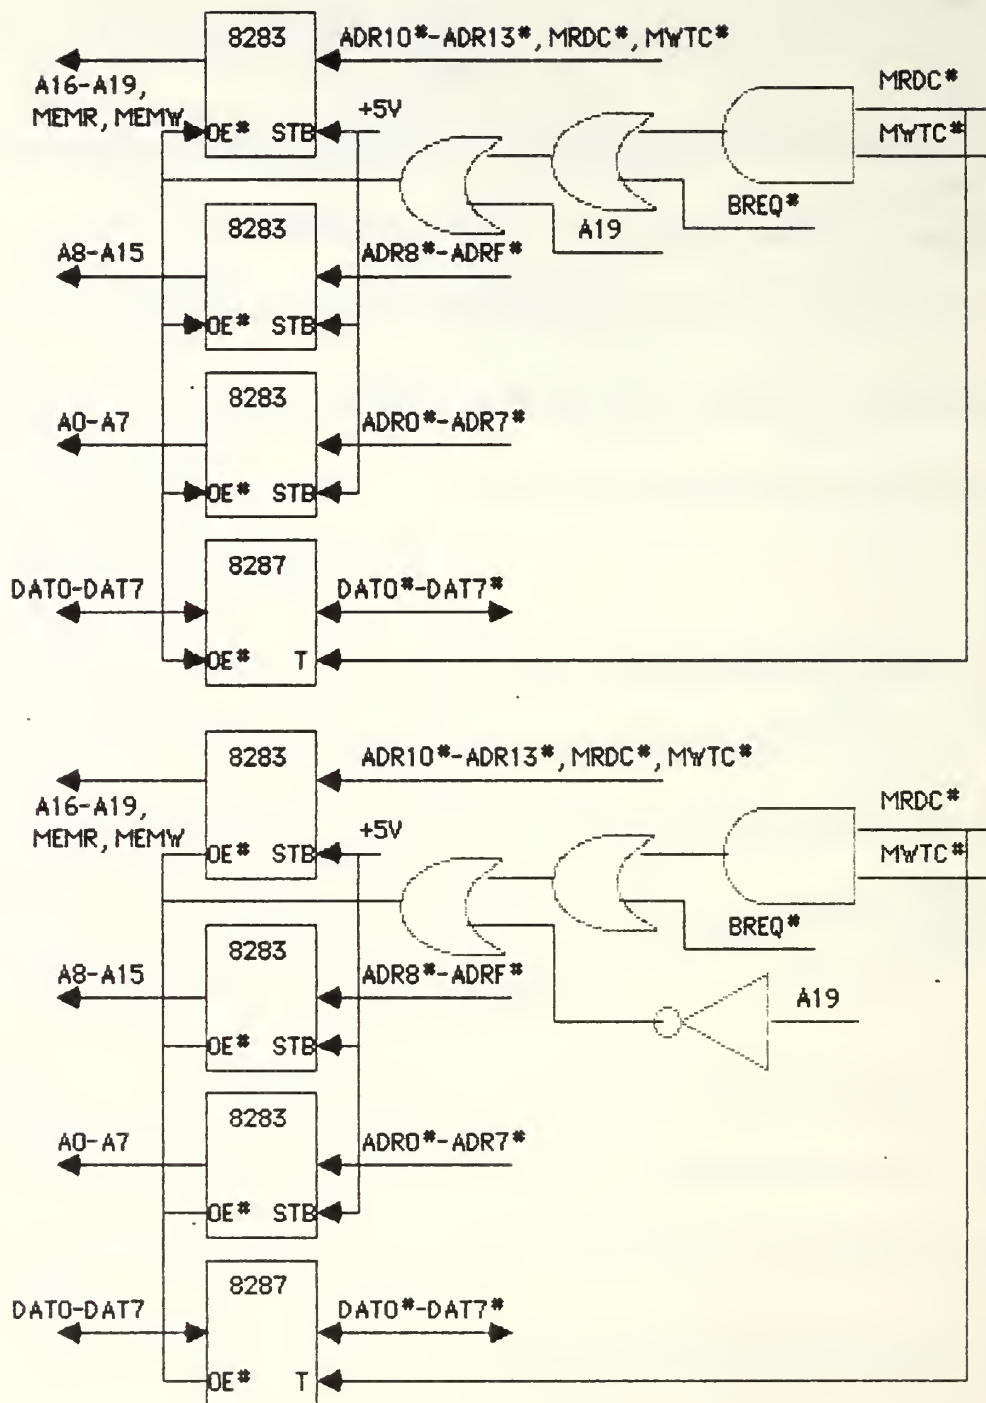 8283
ADR10*-ADR13*, MRDC*, MWTC*
MRDC*
A16-A19,
MEMR, MEMW
+5V
OE* STB
MWTC*
BREQ*
8283
A19
A8-A15
ADR8*-ADRF*
OE* STB
8283
A0-A7
ADR0*-ADR7*
OE* STB
8287
DAT0-DAT7
DAT0*-DAT7*
OE* T
8283
ADR10*-ADR13*, MRDC*, MWTC*
MRDC*
A16-A19,
MEMR, MEMW
+5V
OE* STB
MWTC*
BREQ*
8283
A8-A15
ADR8*-ADRF*
A19
OE* STB
8283
A0-A7
ADR0*-ADR7*
OE* STB
8287
DAT0-DAT7
DAT0*-DAT7*
OE* T